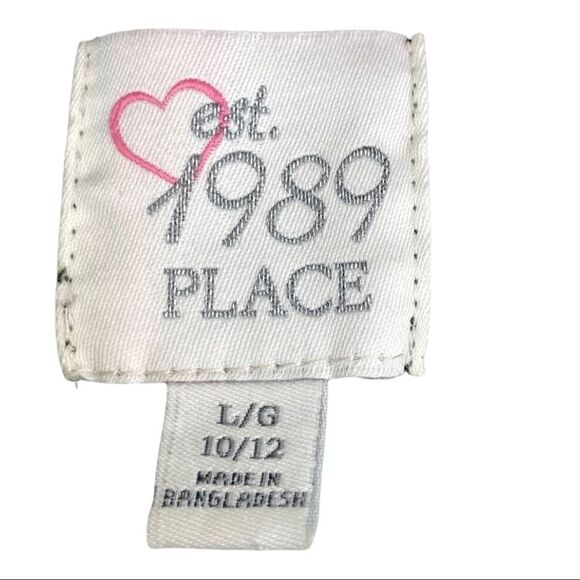 est.
1989
PLACE
L/G
10/12
MADE IN
BANGLADESH